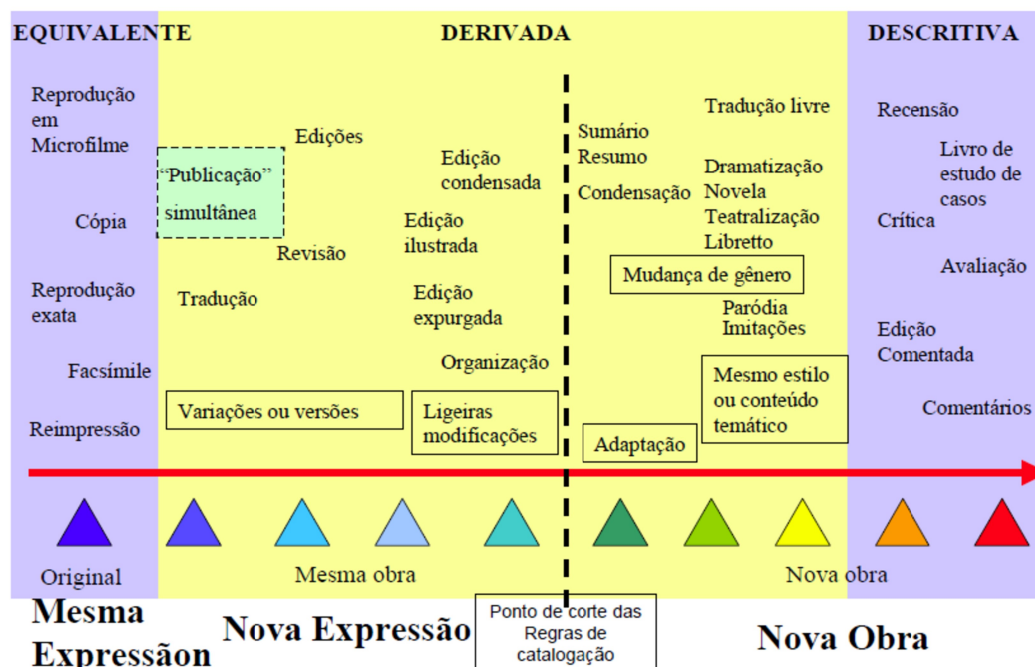 EQUIVALENTE
DERIVADA
DESCRITIVA
Reprodução
em
Microfilme
Cópia
Reprodução
exata
Facsímile
Reimpressão
“Publicação”
simultânea
Edições
Revisão
Tradução
Variações ou versões
Edição
condensada
Edição
ilustrada
Edição
expurgada
Organização
Ligeiras
modificações
Sumário
Resumo
Condensação
Tradução livre
Dramatização
Novela
Teatralização
Libretto
Mudança de gênero
Paródia
Imitações
Mesmo estilo
ou conteúdo
temático
Adaptação
Recensão
Livro de
estudo de
casos
Crítica
Avaliação
Edição
Comentada
Comentários
Original
Mesma obra
Nova obra
Mesma
Expressãon
Nova Expressão
Ponto de corte das
Regras de
catalogação
Nova Obra